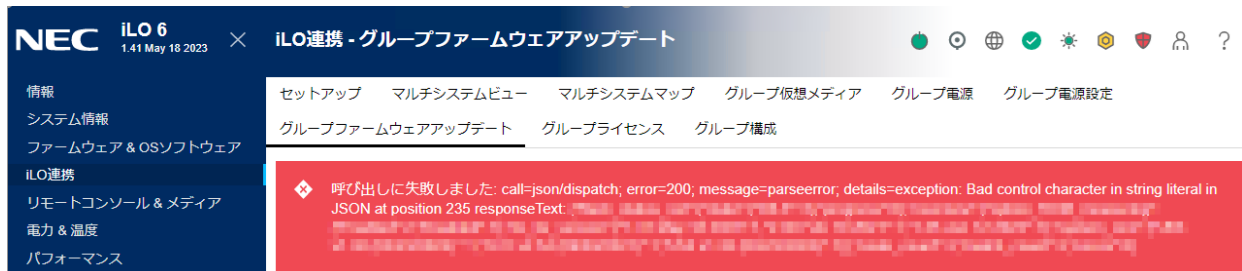 NEC
iLO 6
1.41 May 18 2023
iLO連携 - グループファームウェアアップデート
?
情報
システム情報
ファームウェア & OSソフトウェア
iLO連携
リモートコンソール & メディア
電力 & 温度
パフォーマンス
セットアップ マルチシステムビュー マルチシステムマップ グループ仮想メディア グループ電源 グループ電源設定
グループファームウェアアップデート グループライセンス グループ構成
呼び出しに失敗しました: call=json/dispatch; error=200; message=parseerror; details=exception: Bad control character in string literal in
JSON at position 235 responseText: